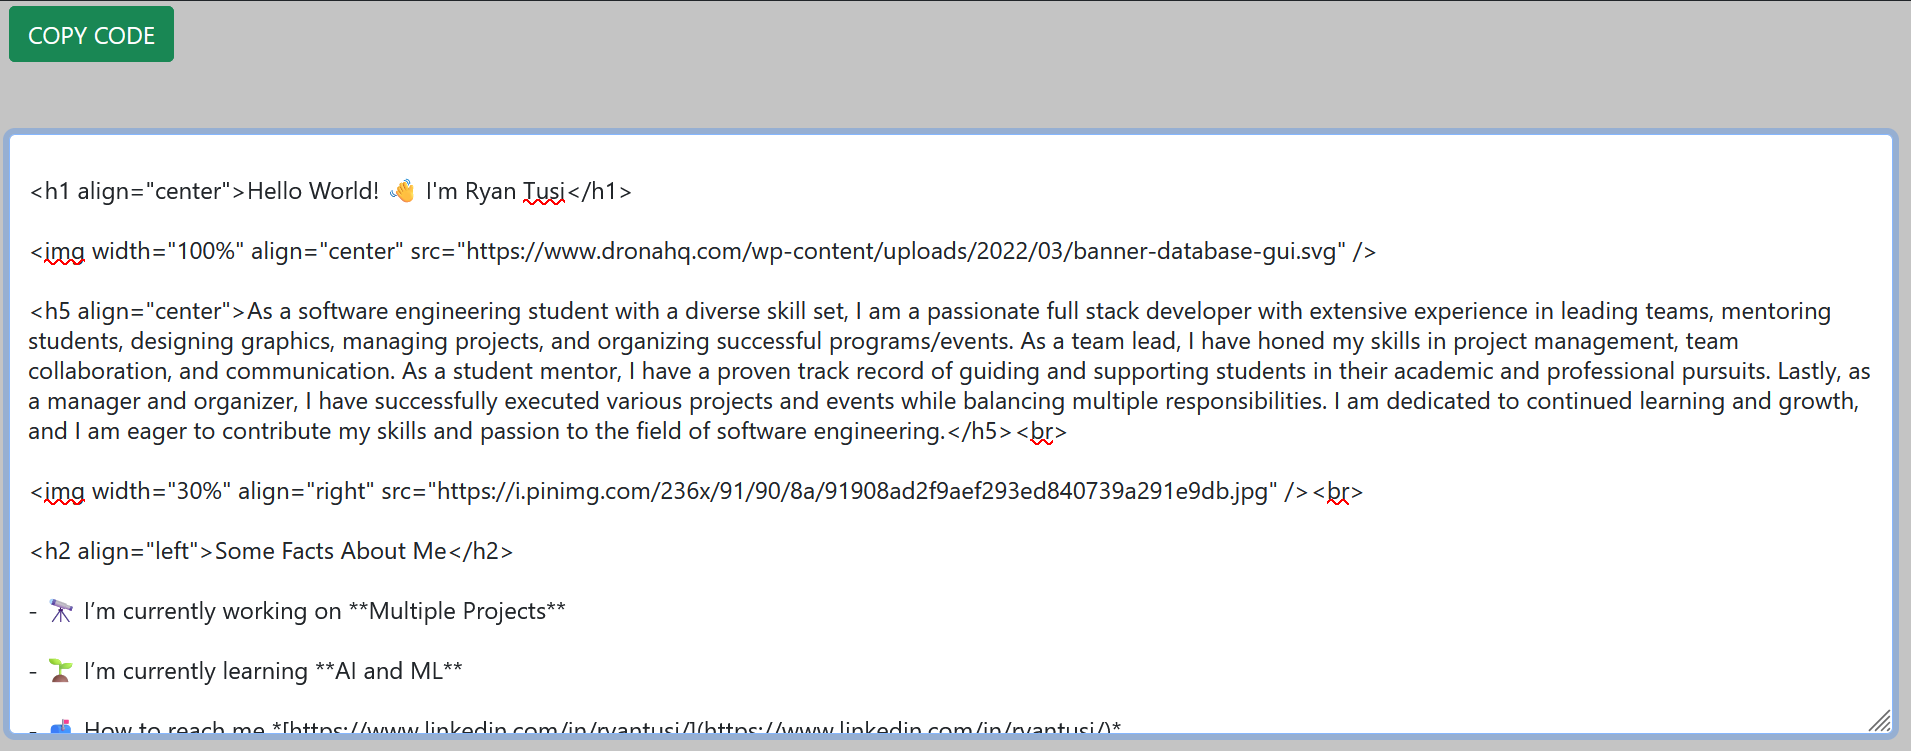 COPY CODE
<h1 align="center">Hello World! 👋 I'm Ryan Tusi</h1>
<img width="100%" align="center" src="https://www.dronahq.com/wp-content/uploads/2022/03/banner-database-gui.svg" />
<h5 align="center">As a software engineering student with a diverse skill set, I am a passionate full stack developer with extensive experience in leading teams, mentoring
students, designing graphics, managing projects, and organizing successful programs/events. As a team lead, I have honed my skills in project management, team
collaboration, and communication. As a student mentor, I have a proven track record of guiding and supporting students in their academic and professional pursuits. Lastly, as
a manager and organizer, I have successfully executed various projects and events while balancing multiple responsibilities. I am dedicated to continued learning and growth,
and I am eager to contribute my skills and passion to the field of software engineering.</h5><br>
<img width="30%" align="right" src="https://i.pinimg.com/236x/91/90/8a/91908ad2f9aef293ed840739a291e9db.jpg" /><br>
<h2 align="left">Some Facts About Me</h2>
- 🔭 I’m currently working on **Multiple Projects**
- 🌱 I’m currently learning **AI and ML**
- 📫 How to reach me *[https://www.linkedin.com/in/ryantusi/](https://www.linkedin.com/in/ryantusi/)*